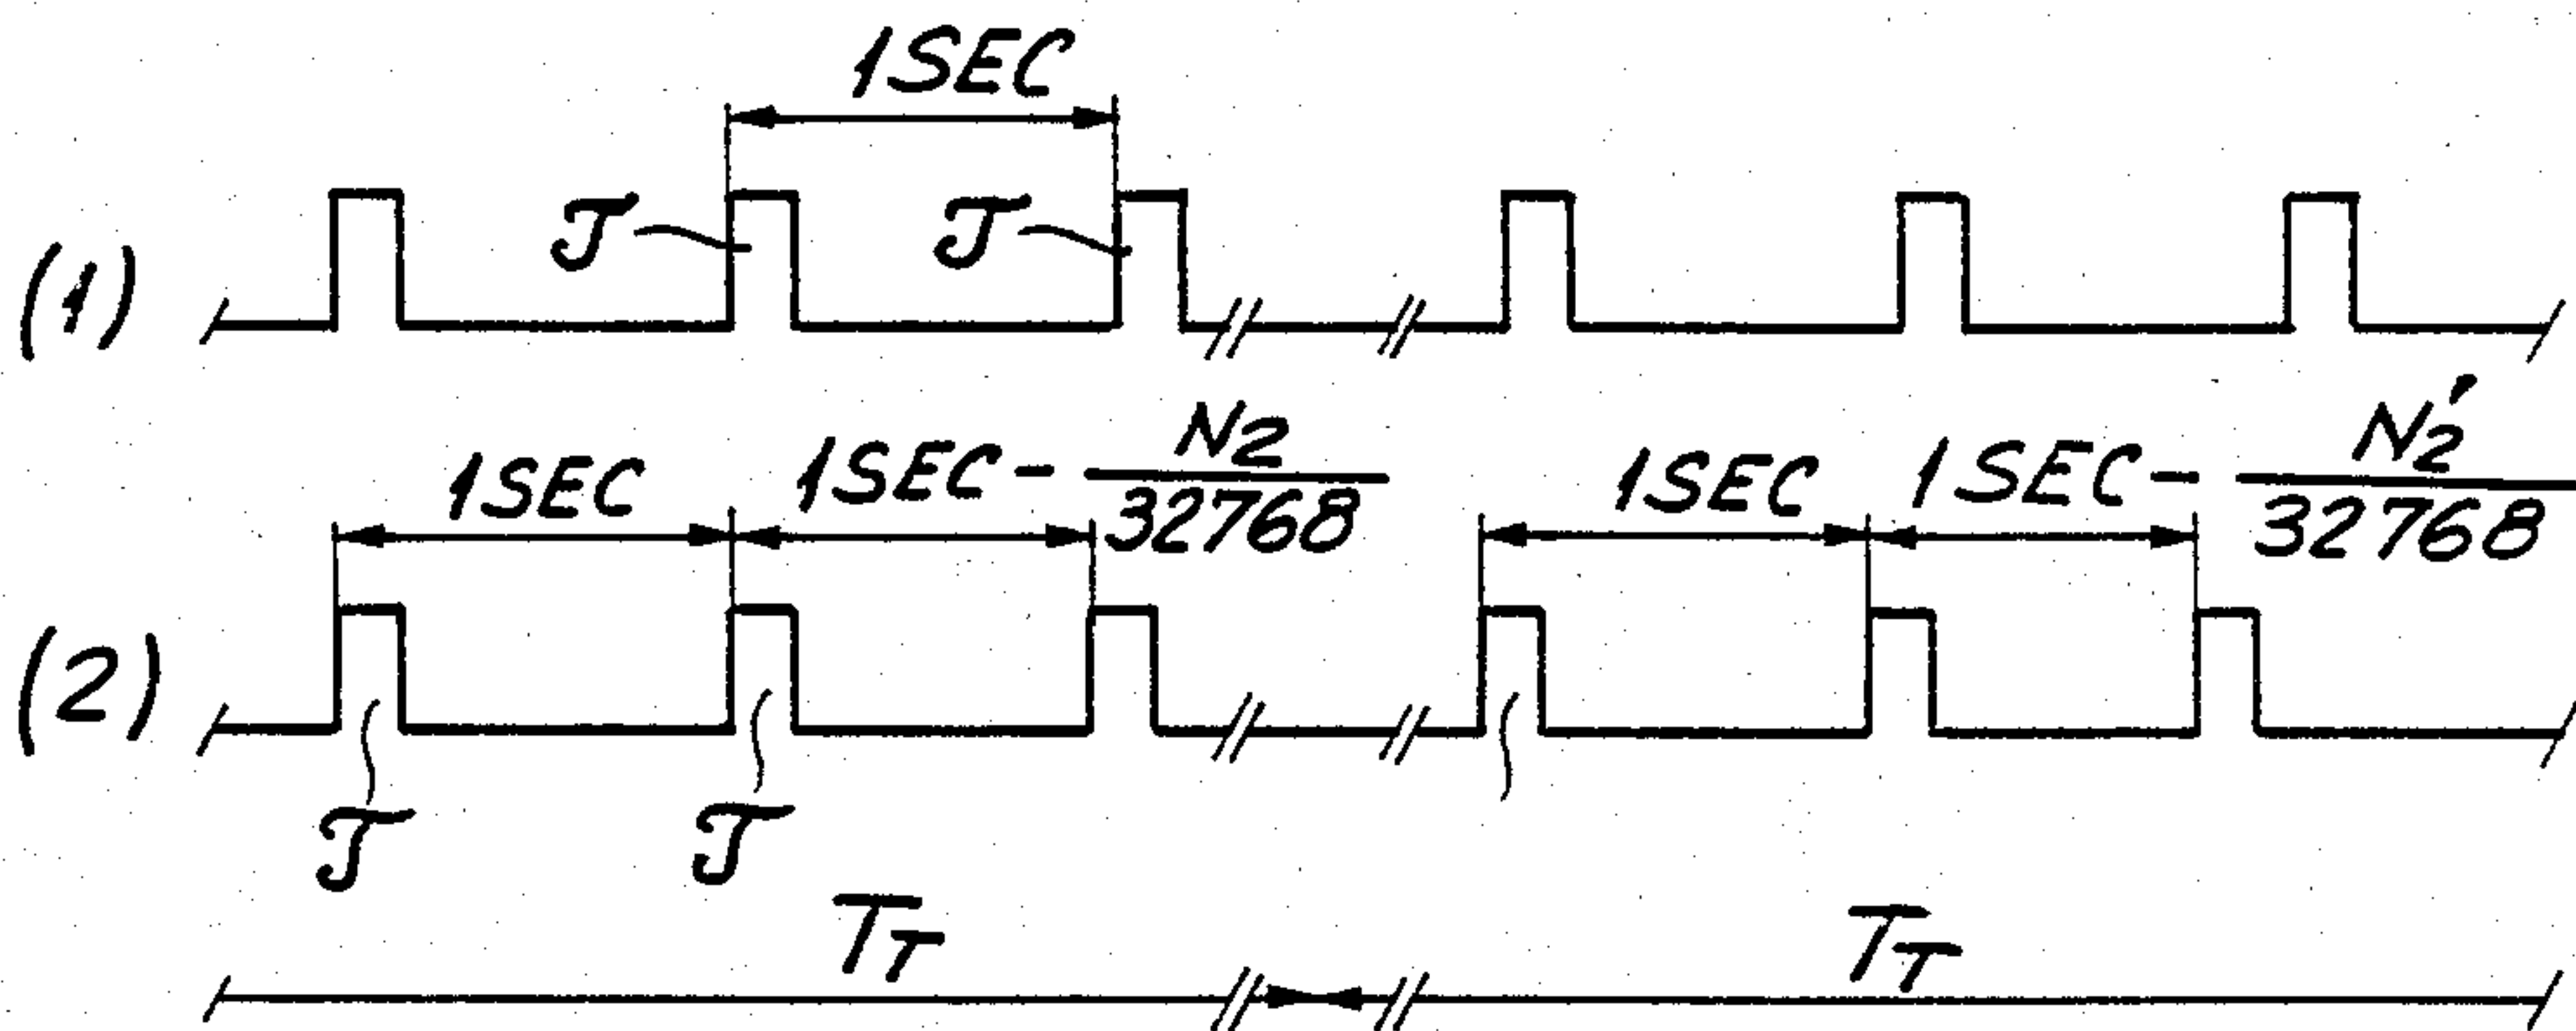 1SEC
J J
(1)
1SEC 1SEC - N2/32768 1SEC 1SEC - N2'/32768
(2)
J J
TT TT